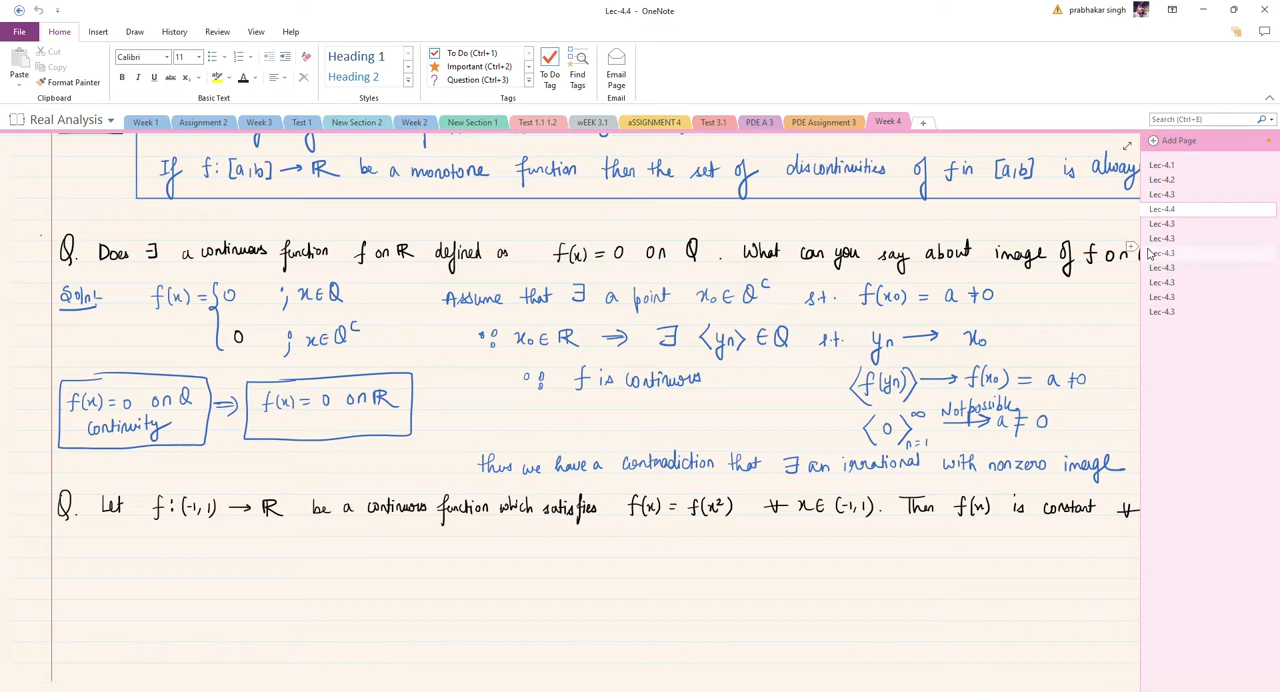 Lec-4.4 - OneNote
prabhakar singh
File Home Insert Draw History Review View Help
Paste
Cut
Copy
Format Painter
Clipboard
Calibri 11
B I U abc x A
Basic Text
Heading 1
Heading 2
Styles
To Do (Ctrl+1)
Important (Ctrl+2)
Question (Ctrl+3)
Tags
To Do Tag
Find Tags
Email Page
Email
Real Analysis
Week 1 Assignment 2 Week 3 Test 1 New Section 2 Week 2 New Section 1 Test 1.1 1.2 wEEK 3.1 aSSIGNMENT 4 Test 3.1 PDE A 3 PDE Assignment 3 Week 4
Search (Ctrl+E)
Add Page
Lec-4.1
Lec-4.2
Lec-4.3
Lec-4.4
Lec-4.3
Lec-4.3
Lec-4.3
Lec-4.3
Lec-4.3
Lec-4.3
If f:[a,b] → ℝ be a monotone function then the set of discontinuities of f in [a,b] is always
Q. Does ∃ a continuous function f on ℝ defined as f(x) = 0 on Q. What can you say about image of f on
Soln: f(x) = { 0 ; x∈Q
0 ; x∈Q^c
Assume that ∃ a point x₀∈Q^c s.t. f(x₀) = a ≠ 0
∵ x₀∈ℝ ⇒ ∃ <yn> ∈ Q s.t. yn → x₀
∵ f is continuous <f(yn)> → f(x₀) = a ≠ 0
<0>^∞_{n=1} Not possible → a ≠ 0
f(x) = 0 on Q
continuity
⇒ f(x) = 0 on ℝ
thus we have a contradiction that ∃ an irrational with nonzero image
Q. Let f:(-1,1) → ℝ be a continuous function which satisfies f(x) = f(x²) ∀ x∈(-1,1). Then f(x) is constant ∀